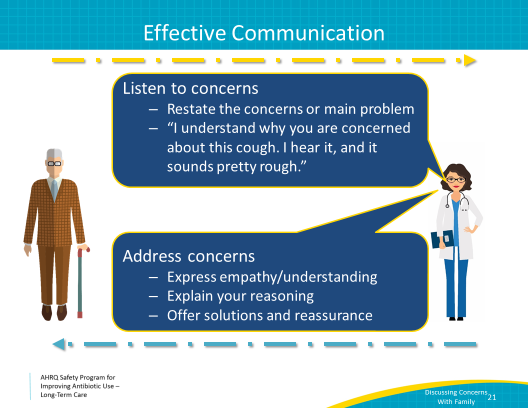 Effective Communication
Listen to concerns
– Restate the concerns or main problem
– “I understand why you are concerned
about this cough. I hear it, and it
sounds pretty rough.”
Address concerns
– Express empathy/understanding
– Explain your reasoning
– Offer solutions and reassurance
AHRQ Safety Program for
Improving Antibiotic Use –
Long-Term Care
Discussing Concerns
With Family
21